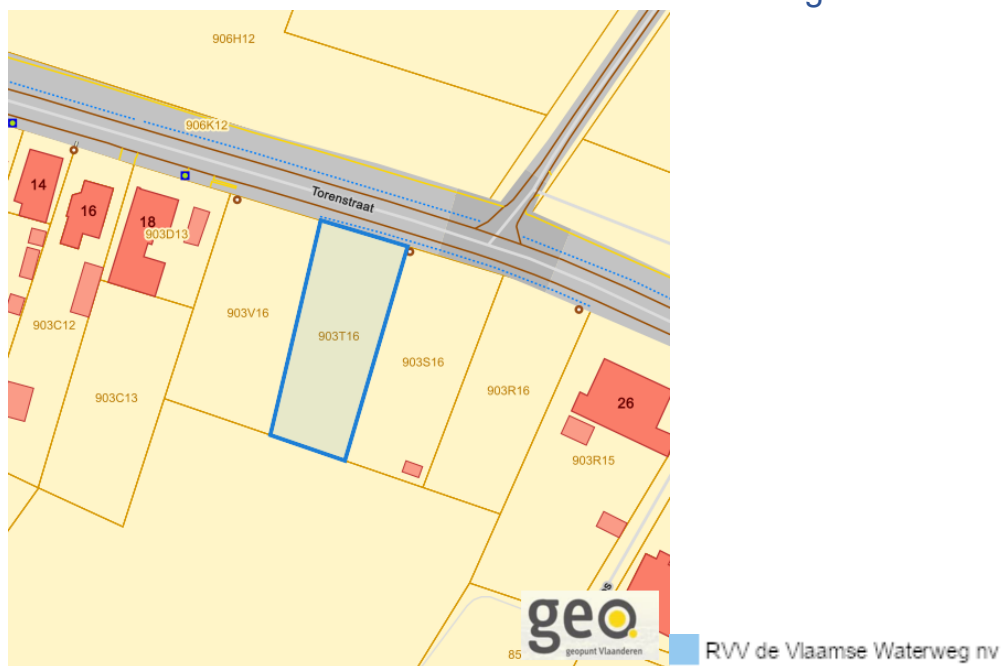 906H12
906K12
Torenstraat
14
16
18
903D13
903C12
903V16
903T16
903S16
903C13
903R16
26
903R15
85
geo.
geopunt Vlaanderen
RVV de Vlaamse Waterweg nv